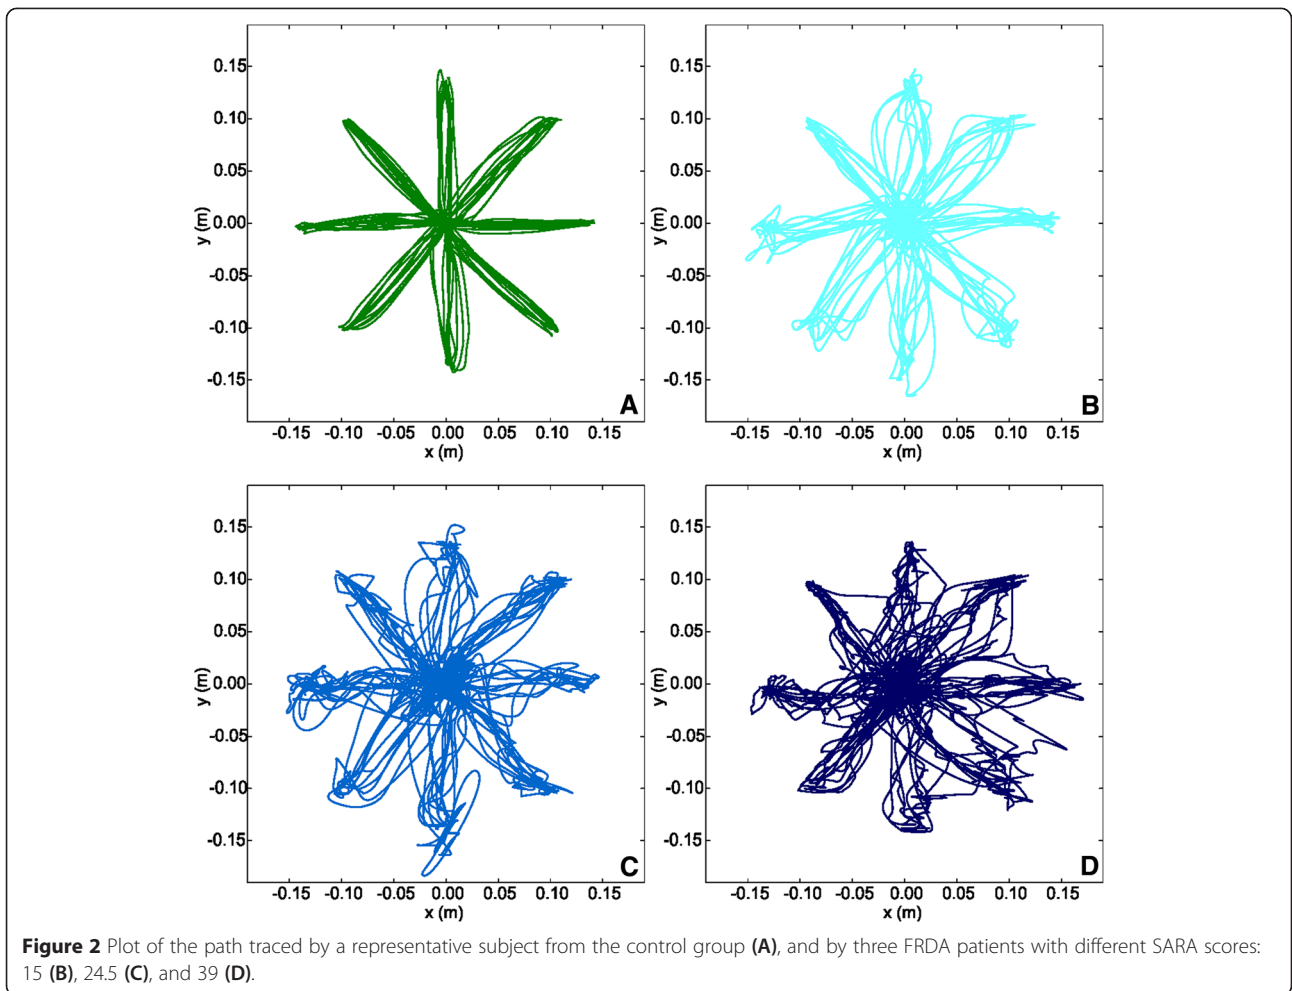 0.15
0.10
0.05
0.00
-0.05
-0.10
-0.15
y (m)
-0.15 -0.10 -0.05 0.00 0.05 0.10 0.15
x (m)
A
0.15
0.10
0.05
0.00
-0.05
-0.10
-0.15
y (m)
-0.15 -0.10 -0.05 0.00 0.05 0.10 0.15
x (m)
B
0.15
0.10
0.05
0.00
-0.05
-0.10
-0.15
y (m)
-0.15 -0.10 -0.05 0.00 0.05 0.10 0.15
x (m)
C
0.15
0.10
0.05
0.00
-0.05
-0.10
-0.15
y (m)
-0.15 -0.10 -0.05 0.00 0.05 0.10 0.15
x (m)
D
Figure 2 Plot of the path traced by a representative subject from the control group (A), and by three FRDA patients with different SARA scores:
15 (B), 24.5 (C), and 39 (D).